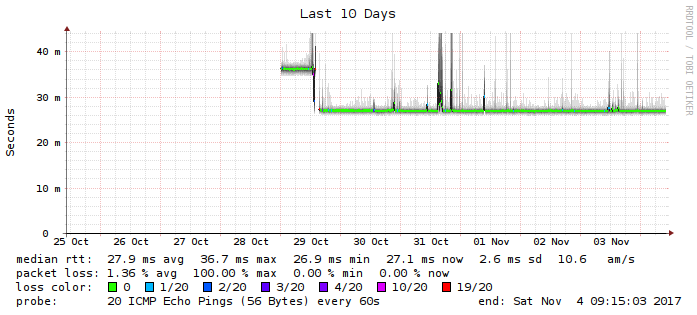 Last 10 Days
RRDTOOL / TOBI OETIKER
Seconds
40 m
30 m
20 m
10 m
0
25 Oct 26 Oct 27 Oct 28 Oct 29 Oct 30 Oct 31 Oct 01 Nov 02 Nov 03 Nov
median rtt: 27.9 ms avg 36.7 ms max 26.9 ms min 27.1 ms now 2.6 ms sd 10.6 am/s
packet loss: 1.36 % avg 100.00 % max 0.00 % min 0.00 % now
loss color: 0 1/20 2/20 3/20 4/20 10/20 19/20
probe: 20 ICMP Echo Pings (56 Bytes) every 60s end: Sat Nov 4 09:15:03 2017